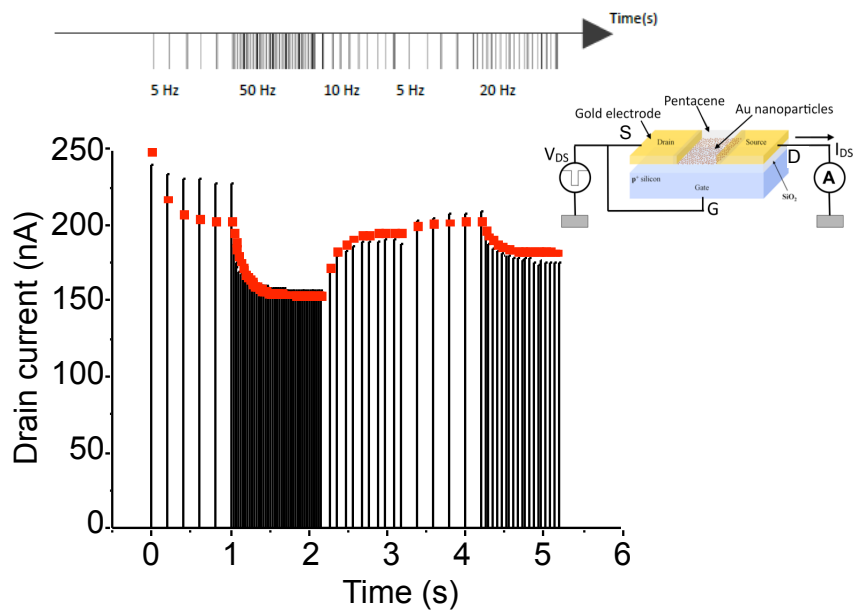 Time(s)
5 Hz 50 Hz 10 Hz 5 Hz 20 Hz
Pentacene
Gold electrode Au nanoparticles
S
Drain Source
V_DS D I_DS
A
p⁺ silicon
SiO₂
Gate
G
250
200
150
100
50
0
Drain current (nA)
0 1 2 3 4 5 6
Time (s)